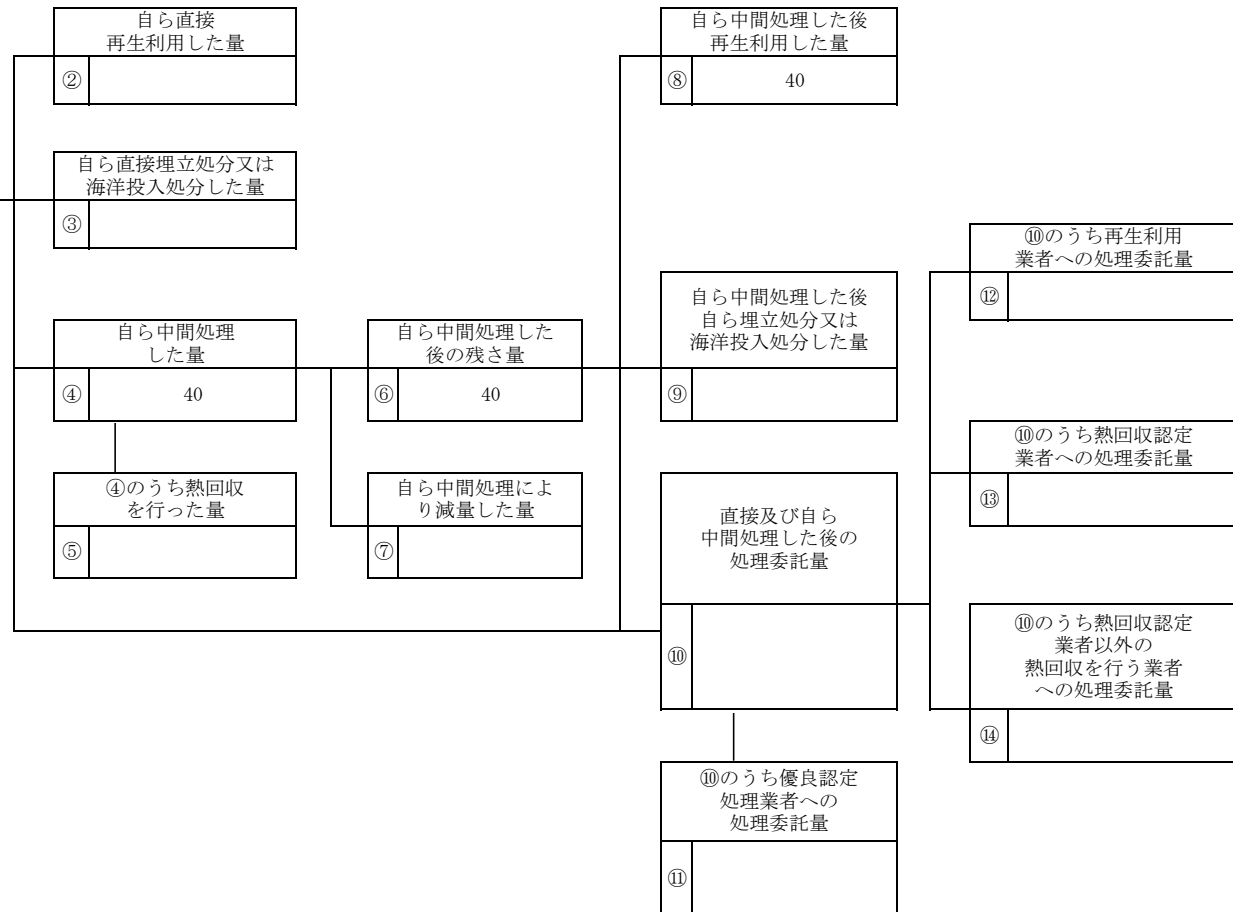 自ら直接
再生利用した量
②
自ら中間処理した後
再生利用した量
⑧ 40
自ら直接埋立処分又は
海洋投入処分した量
③
⑩のうち再生利用
業者への処理委託量
⑫
自ら中間処理
した量
④ 40
自ら中間処理した
後の残さ量
⑥ 40
自ら中間処理した後
自ら埋立処分又は
海洋投入処分した量
⑨
⑩のうち熱回収認定
業者への処理委託量
⑬
④のうち熱回収
を行った量
⑤
自ら中間処理によ
り減量した量
⑦
直接及び自ら
中間処理した後の
処理委託量
⑩
⑩のうち熱回収認定
業者以外の
熱回収を行う業者
への処理委託量
⑭
⑩のうち優良認定
処理業者への
処理委託量
⑪